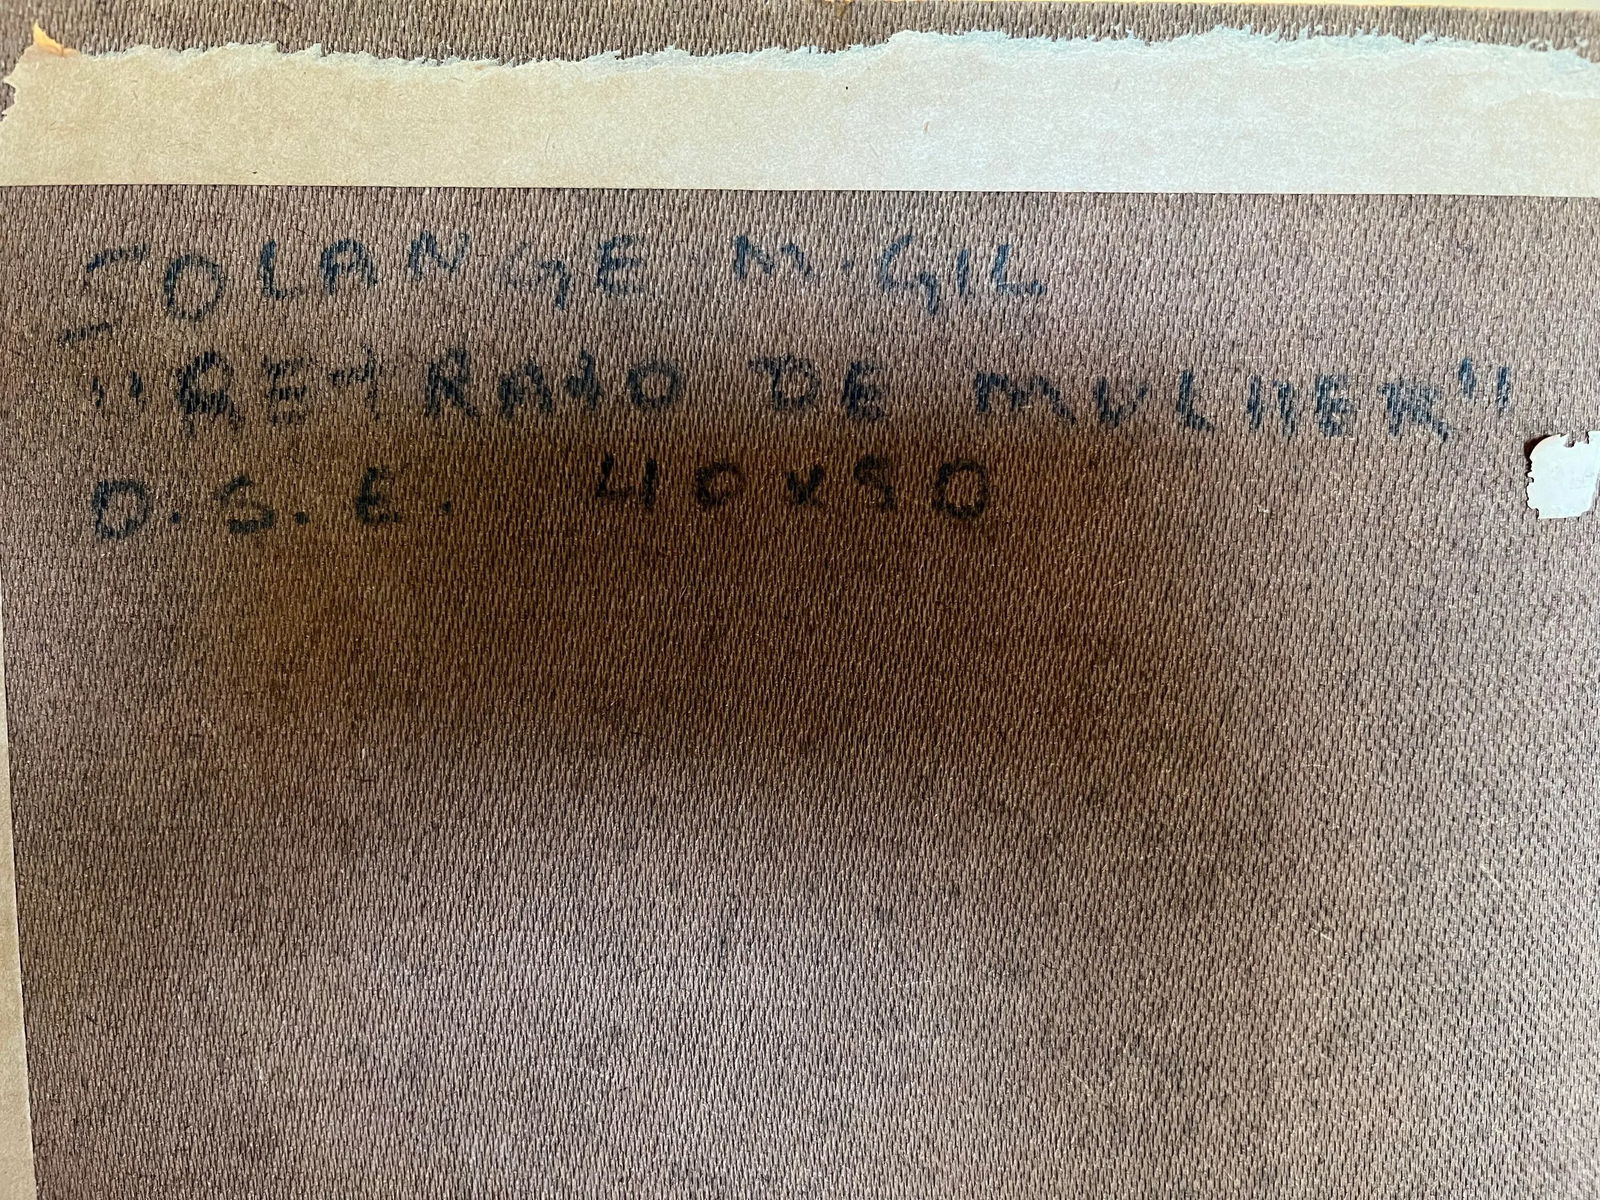 SOLANGE M. GIL
"RETRATO DE MULHER"
O. S. E. 40x50